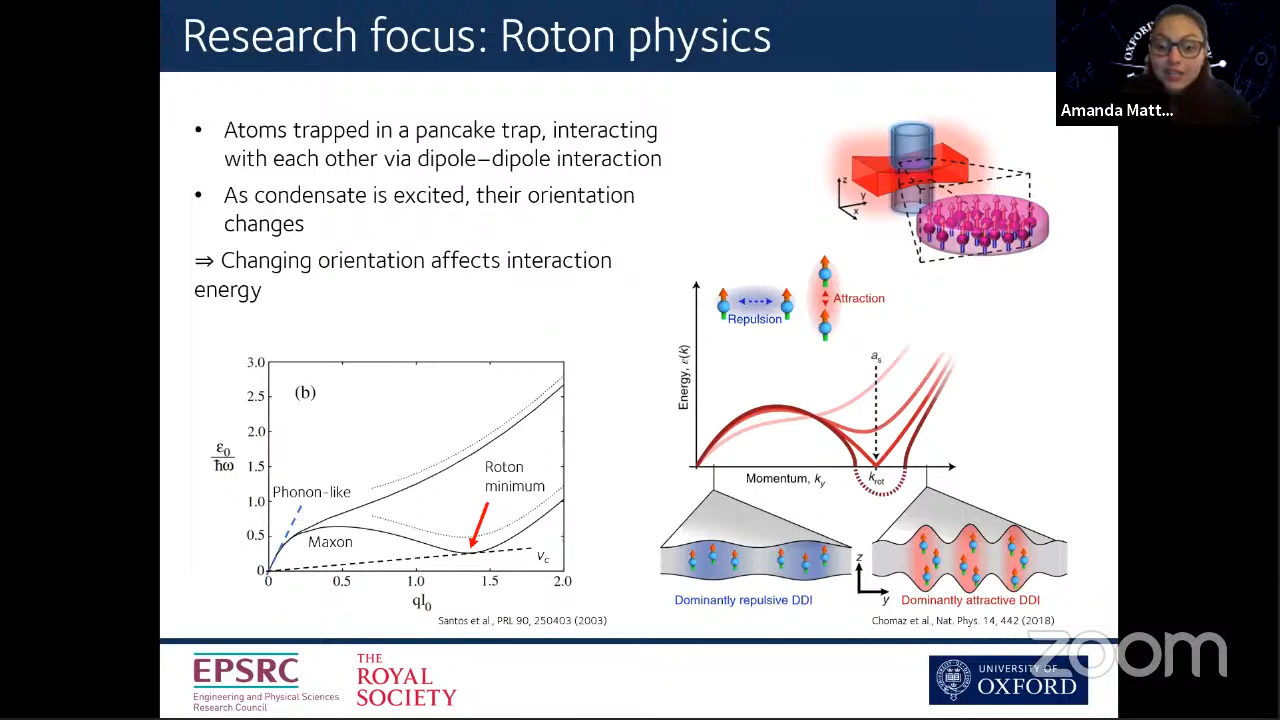 Research focus: Roton physics
OXFORD
Amanda Matt...
• Atoms trapped in a pancake trap, interacting
with each other via dipole–dipole interaction
• As condensate is excited, their orientation
changes
⇒ Changing orientation affects interaction
energy
z
y
x
Repulsion
Attraction
Energy, ε(k)
as
Momentum, ky
krot
Dominantly repulsive DDI
z
y
Dominantly attractive DDI
Chomaz et al., Nat. Phys. 14, 442 (2018)
(b)
3.0
2.5
2.0
1.5
1.0
0.5
0
ε0
ħω
Phonon-like
Maxon
Roton
minimum
vc
0
0.5
1.0
1.5
2.0
ql0
Santos et al., PRL 90, 250403 (2003)
zoom
EPSRC
Engineering and Physical Sciences
Research Council
THE
ROYAL
SOCIETY
UNIVERSITY OF
OXFORD